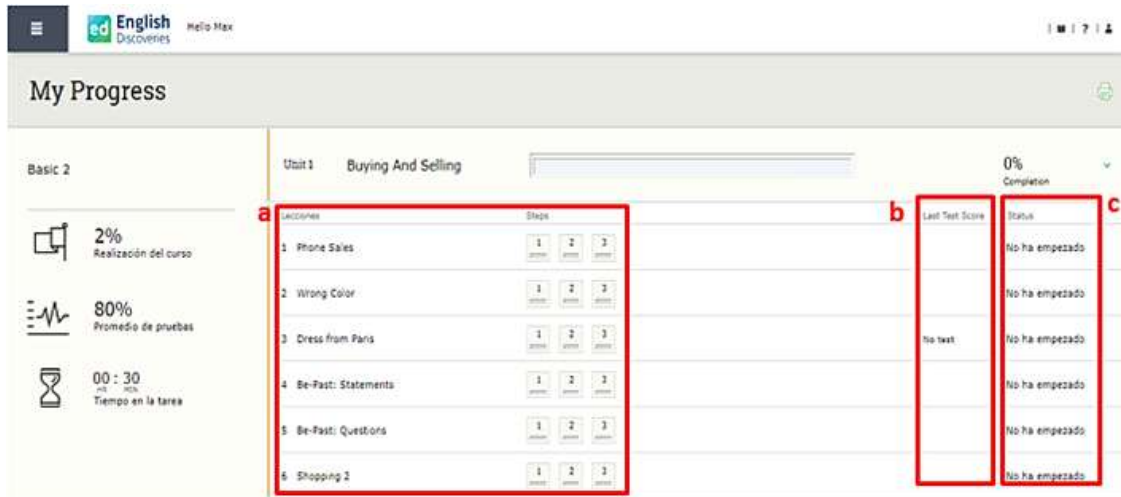 ed English Discoveries Hello Max
| ? |
My Progress
Basic 2
2%
Realización del curso
80%
Promedio de pruebas
00 : 30
HR MIN
Tiempo en la tarea
Unit 1 Buying And Selling 0%
Completion
a b c
Lecciones Steps Last Test Score Status
1 Phone Sales 1 2 3 No ha empezado
2 Wrong Color 1 2 3 No ha empezado
3 Dress from Paris 1 2 3 No test No ha empezado
4 Be-Past: Statements 1 2 3 No ha empezado
5 Be-Past: Questions 1 2 3 No ha empezado
6 Shopping 2 1 2 3 No ha empezado